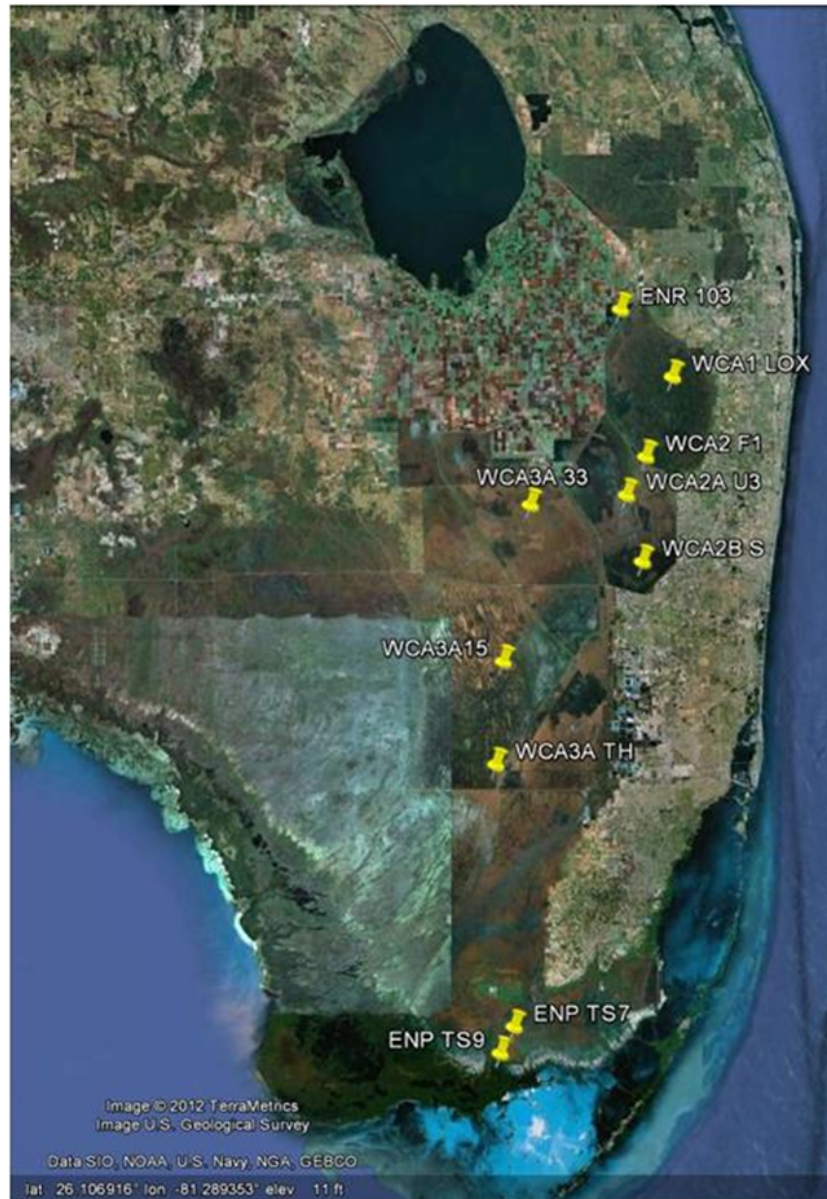 ENR 103
WCA1 LOX
WCA2 F1
WCA3A 33
WCA2A U3
WCA2B S
WCA3A15
WCA3A TH
ENP TS7
ENP TS9
Image © 2012 TerraMetrics
Image U.S. Geological Survey
Data SIO, NOAA, U.S. Navy, NGA, GEBCO
lat 26.106916° lon -81.289353° elev 11 ft